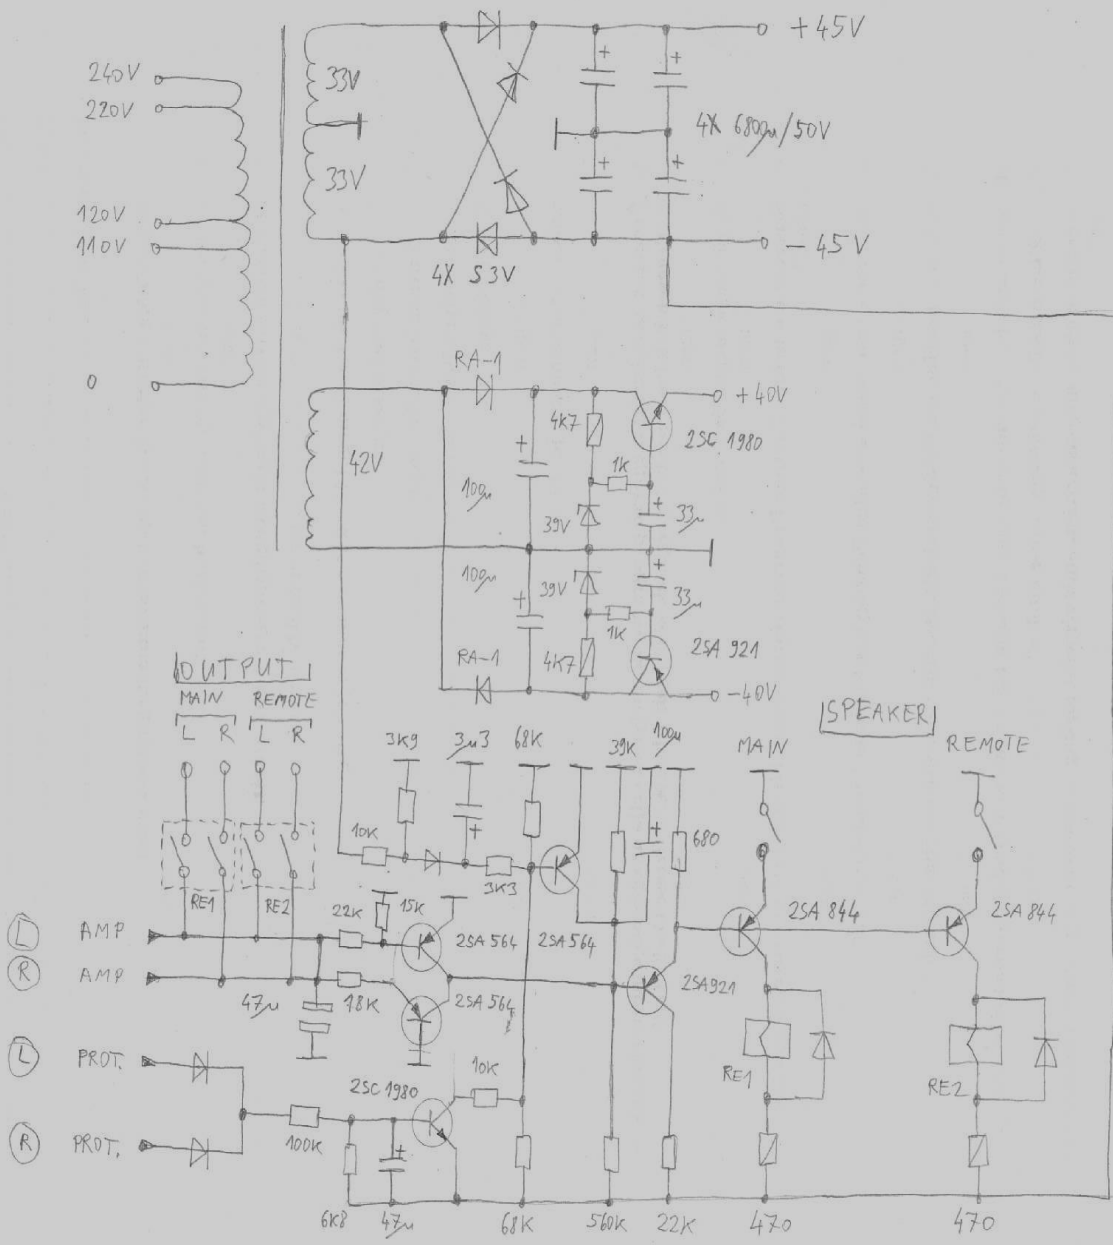 +45V
240V
33V
220V
4X 6800µ/50V
33V
120V
110V
-45V
4X S3V
RA-1
0
+40V
4K7
2SC 1980
42V
1K
100µ
39V
33µ
100µ
39V
33µ
1K
2SA 921
RA-1
4K7
-40V
OUTPUT
MAIN REMOTE
L R L R
SPEAKER
3K9 3µ3 68K 39K 100µ MAIN REMOTE
10K
680
3K3
RE1 RE2
22K 15K
2SA 844 2SA 844
L AMP
2SA 564 2SA 564
R AMP
47µ 18K 2SA 564 2SA921
L PROT.
10K
RE1
2SC 1980
RE2
R PROT.
100K
6K8 47µ 68K 560K 22K 470 470